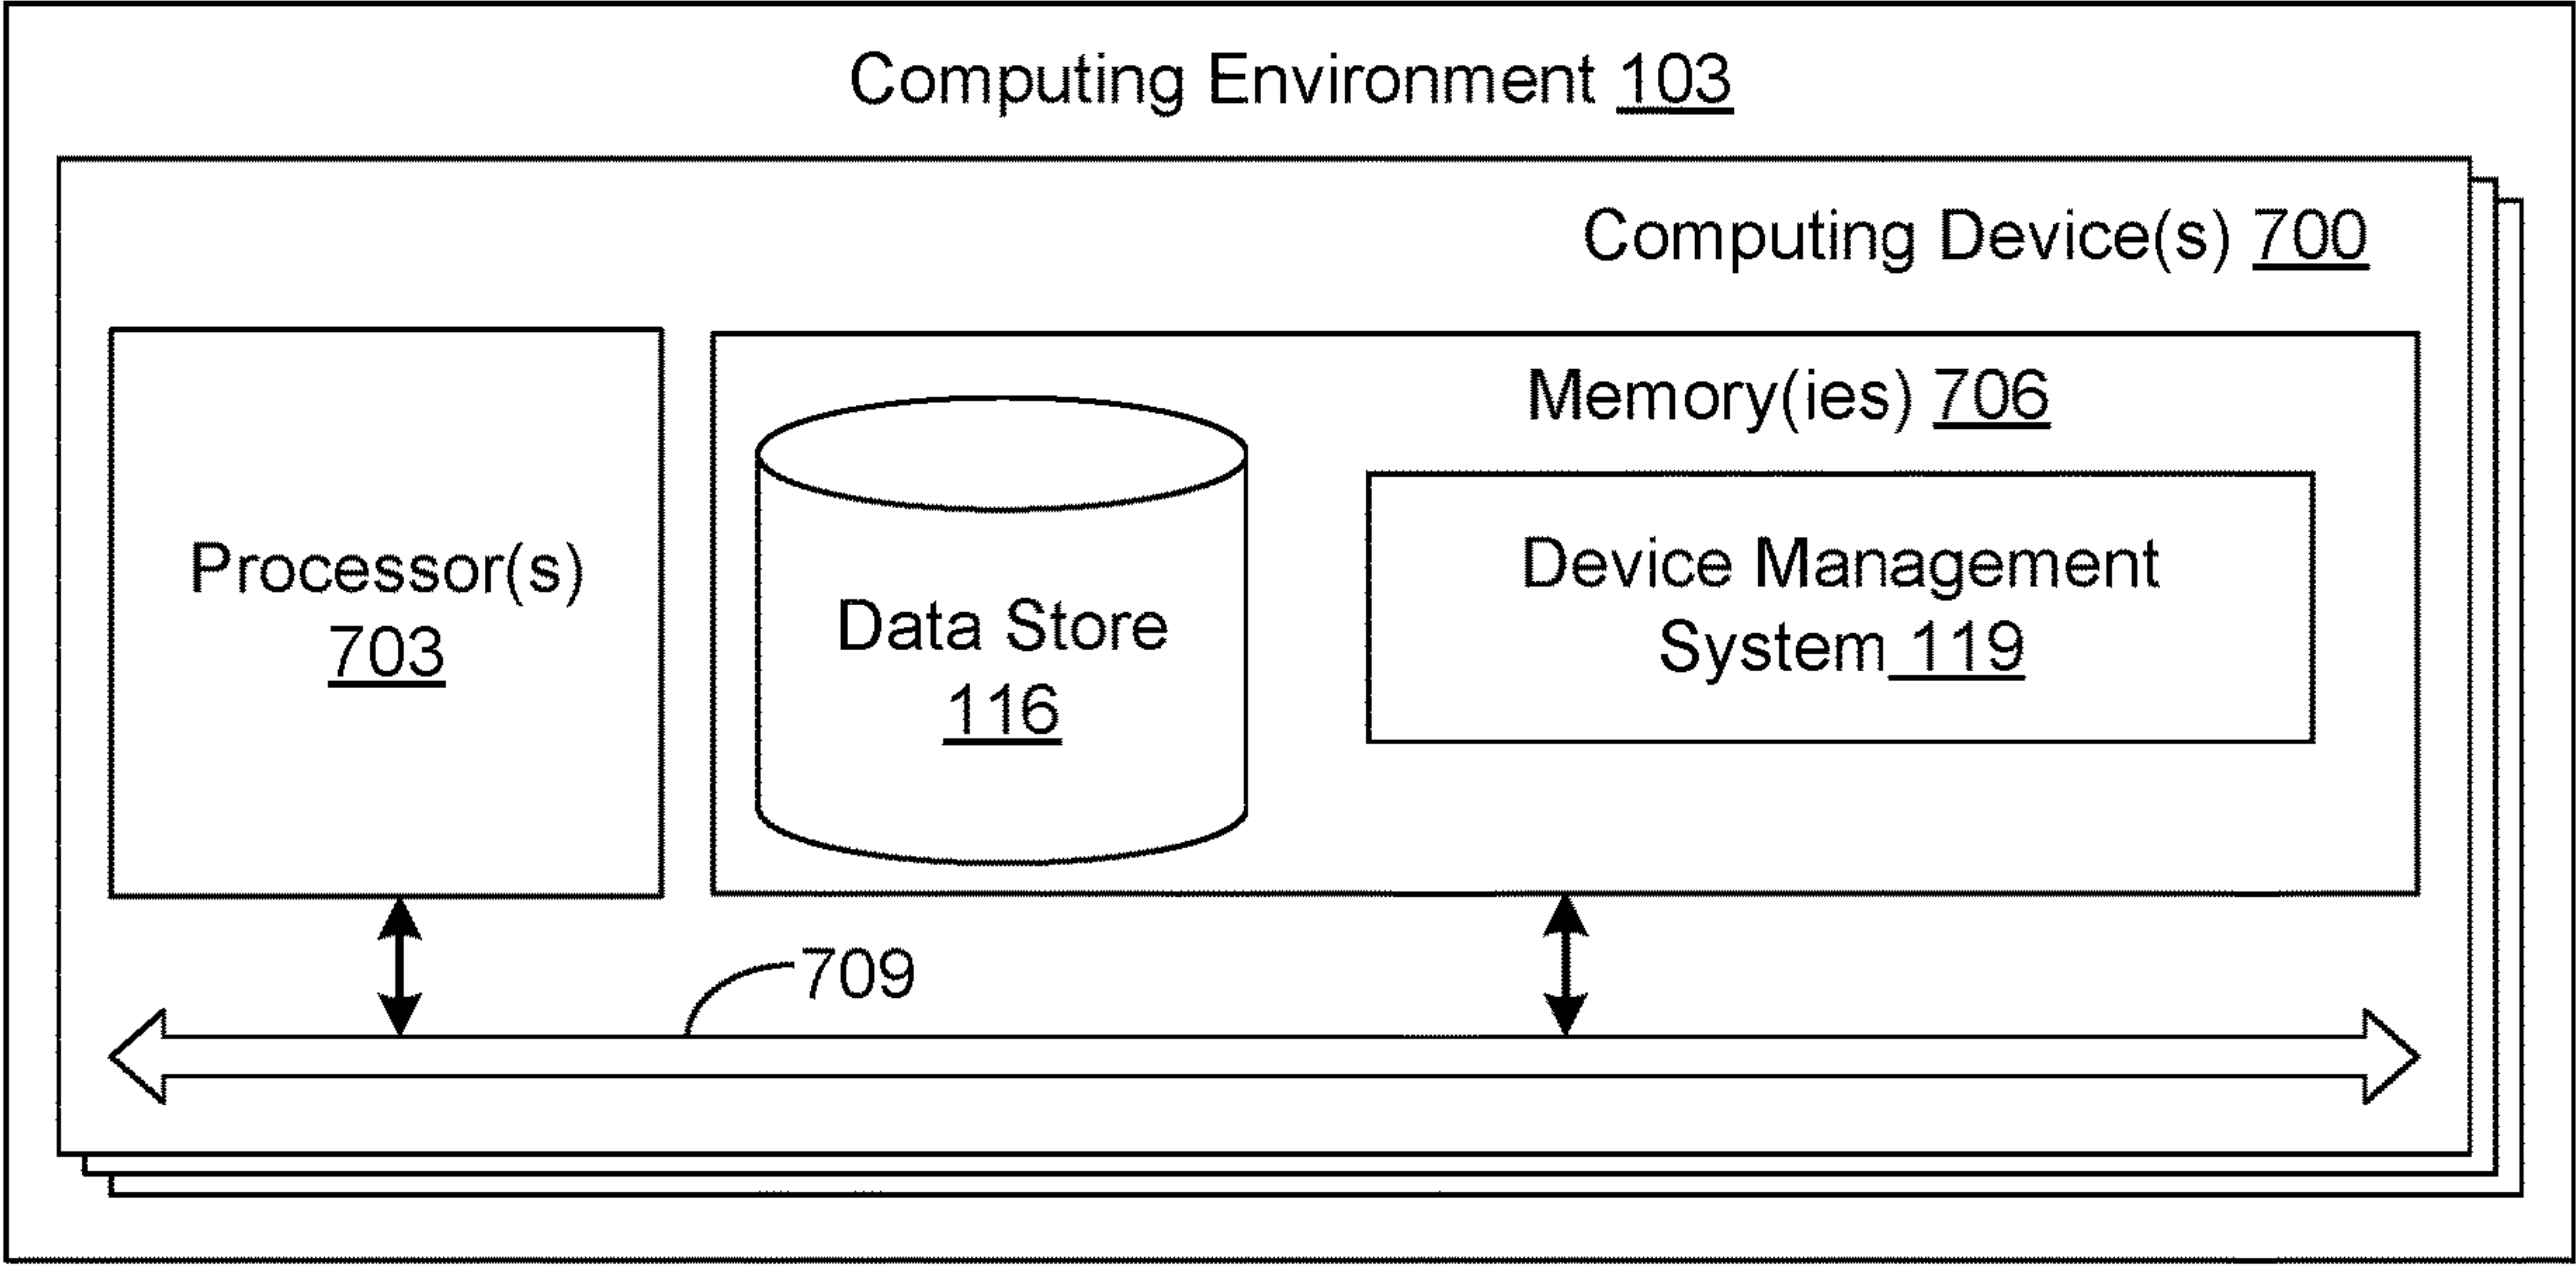 Computing Environment 103
Computing Device(s) 700
Memory(ies) 706
Processor(s)
703
Data Store
116
Device Management
System 119
709